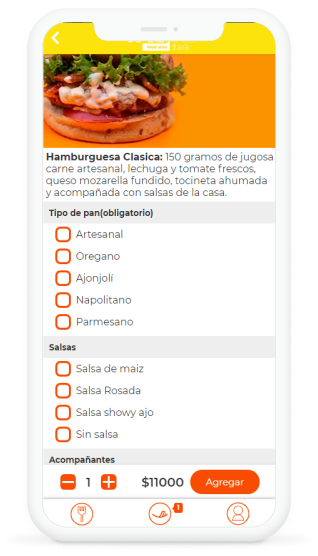 Hamburguesa Clasica: 150 gramos de jugosa
carne artesanal, lechuga y tomate frescos,
queso mozarella fundido, tocineta ahumada
y acompañada con salsas de la casa.
Tipo de pan(obligatorio)
Artesanal
Oregano
Ajonjolí
Napolitano
Parmesano
Salsas
Salsa de maiz
Salsa Rosada
Salsa showy ajo
Sin salsa
Acompañantes
1 $11000 Agregar
1